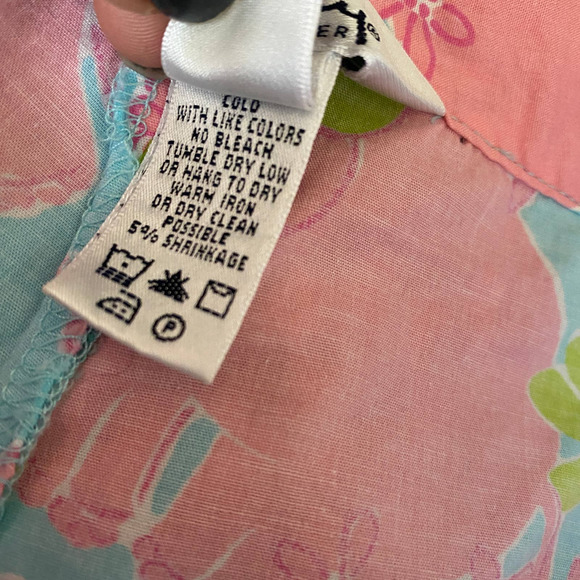 ER®
COLD
WITH LIKE COLORS
NO BLEACH
TUMBLE DRY LOW
OR HANG TO DRY
WARM IRON
OR DRY CLEAN
POSSIBLE
5% SHRINKAGE
P